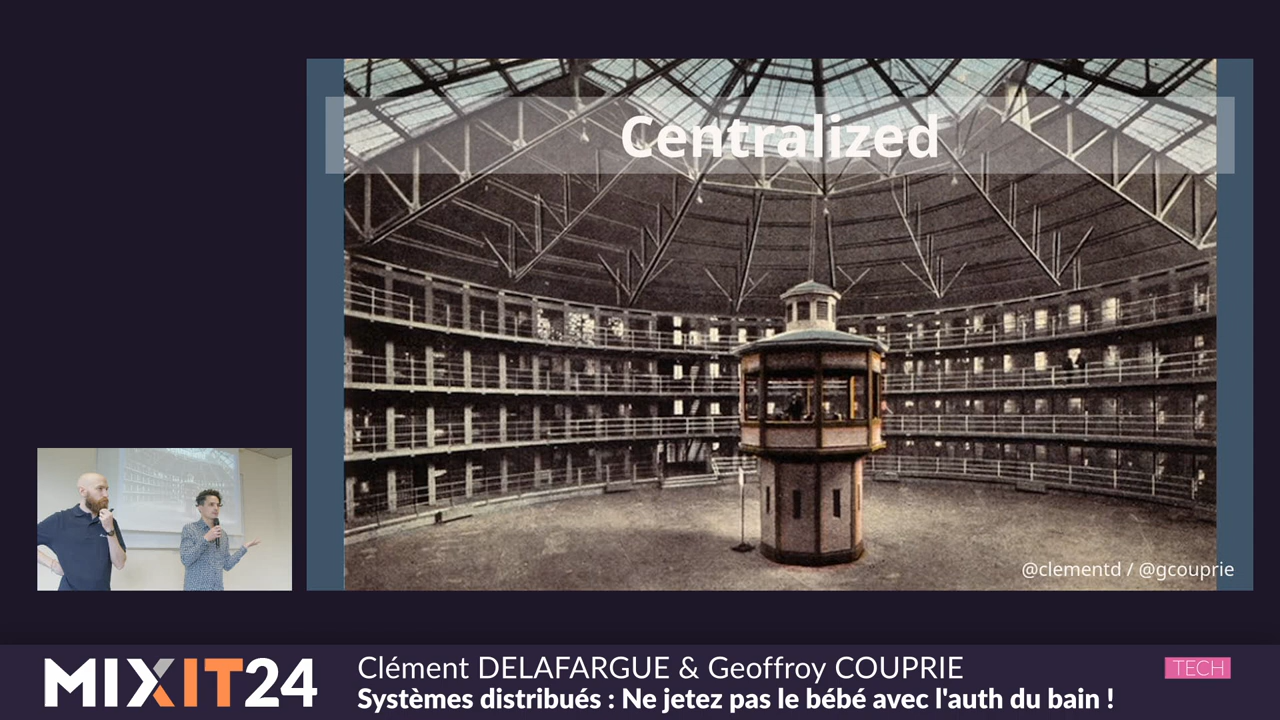 Centralized
@clementd / @gcouprie
MIXIT24
Clément DELAFARGUE & Geoffroy COUPRIE
TECH
Systèmes distribués : Ne jetez pas le bébé avec l'auth du bain !